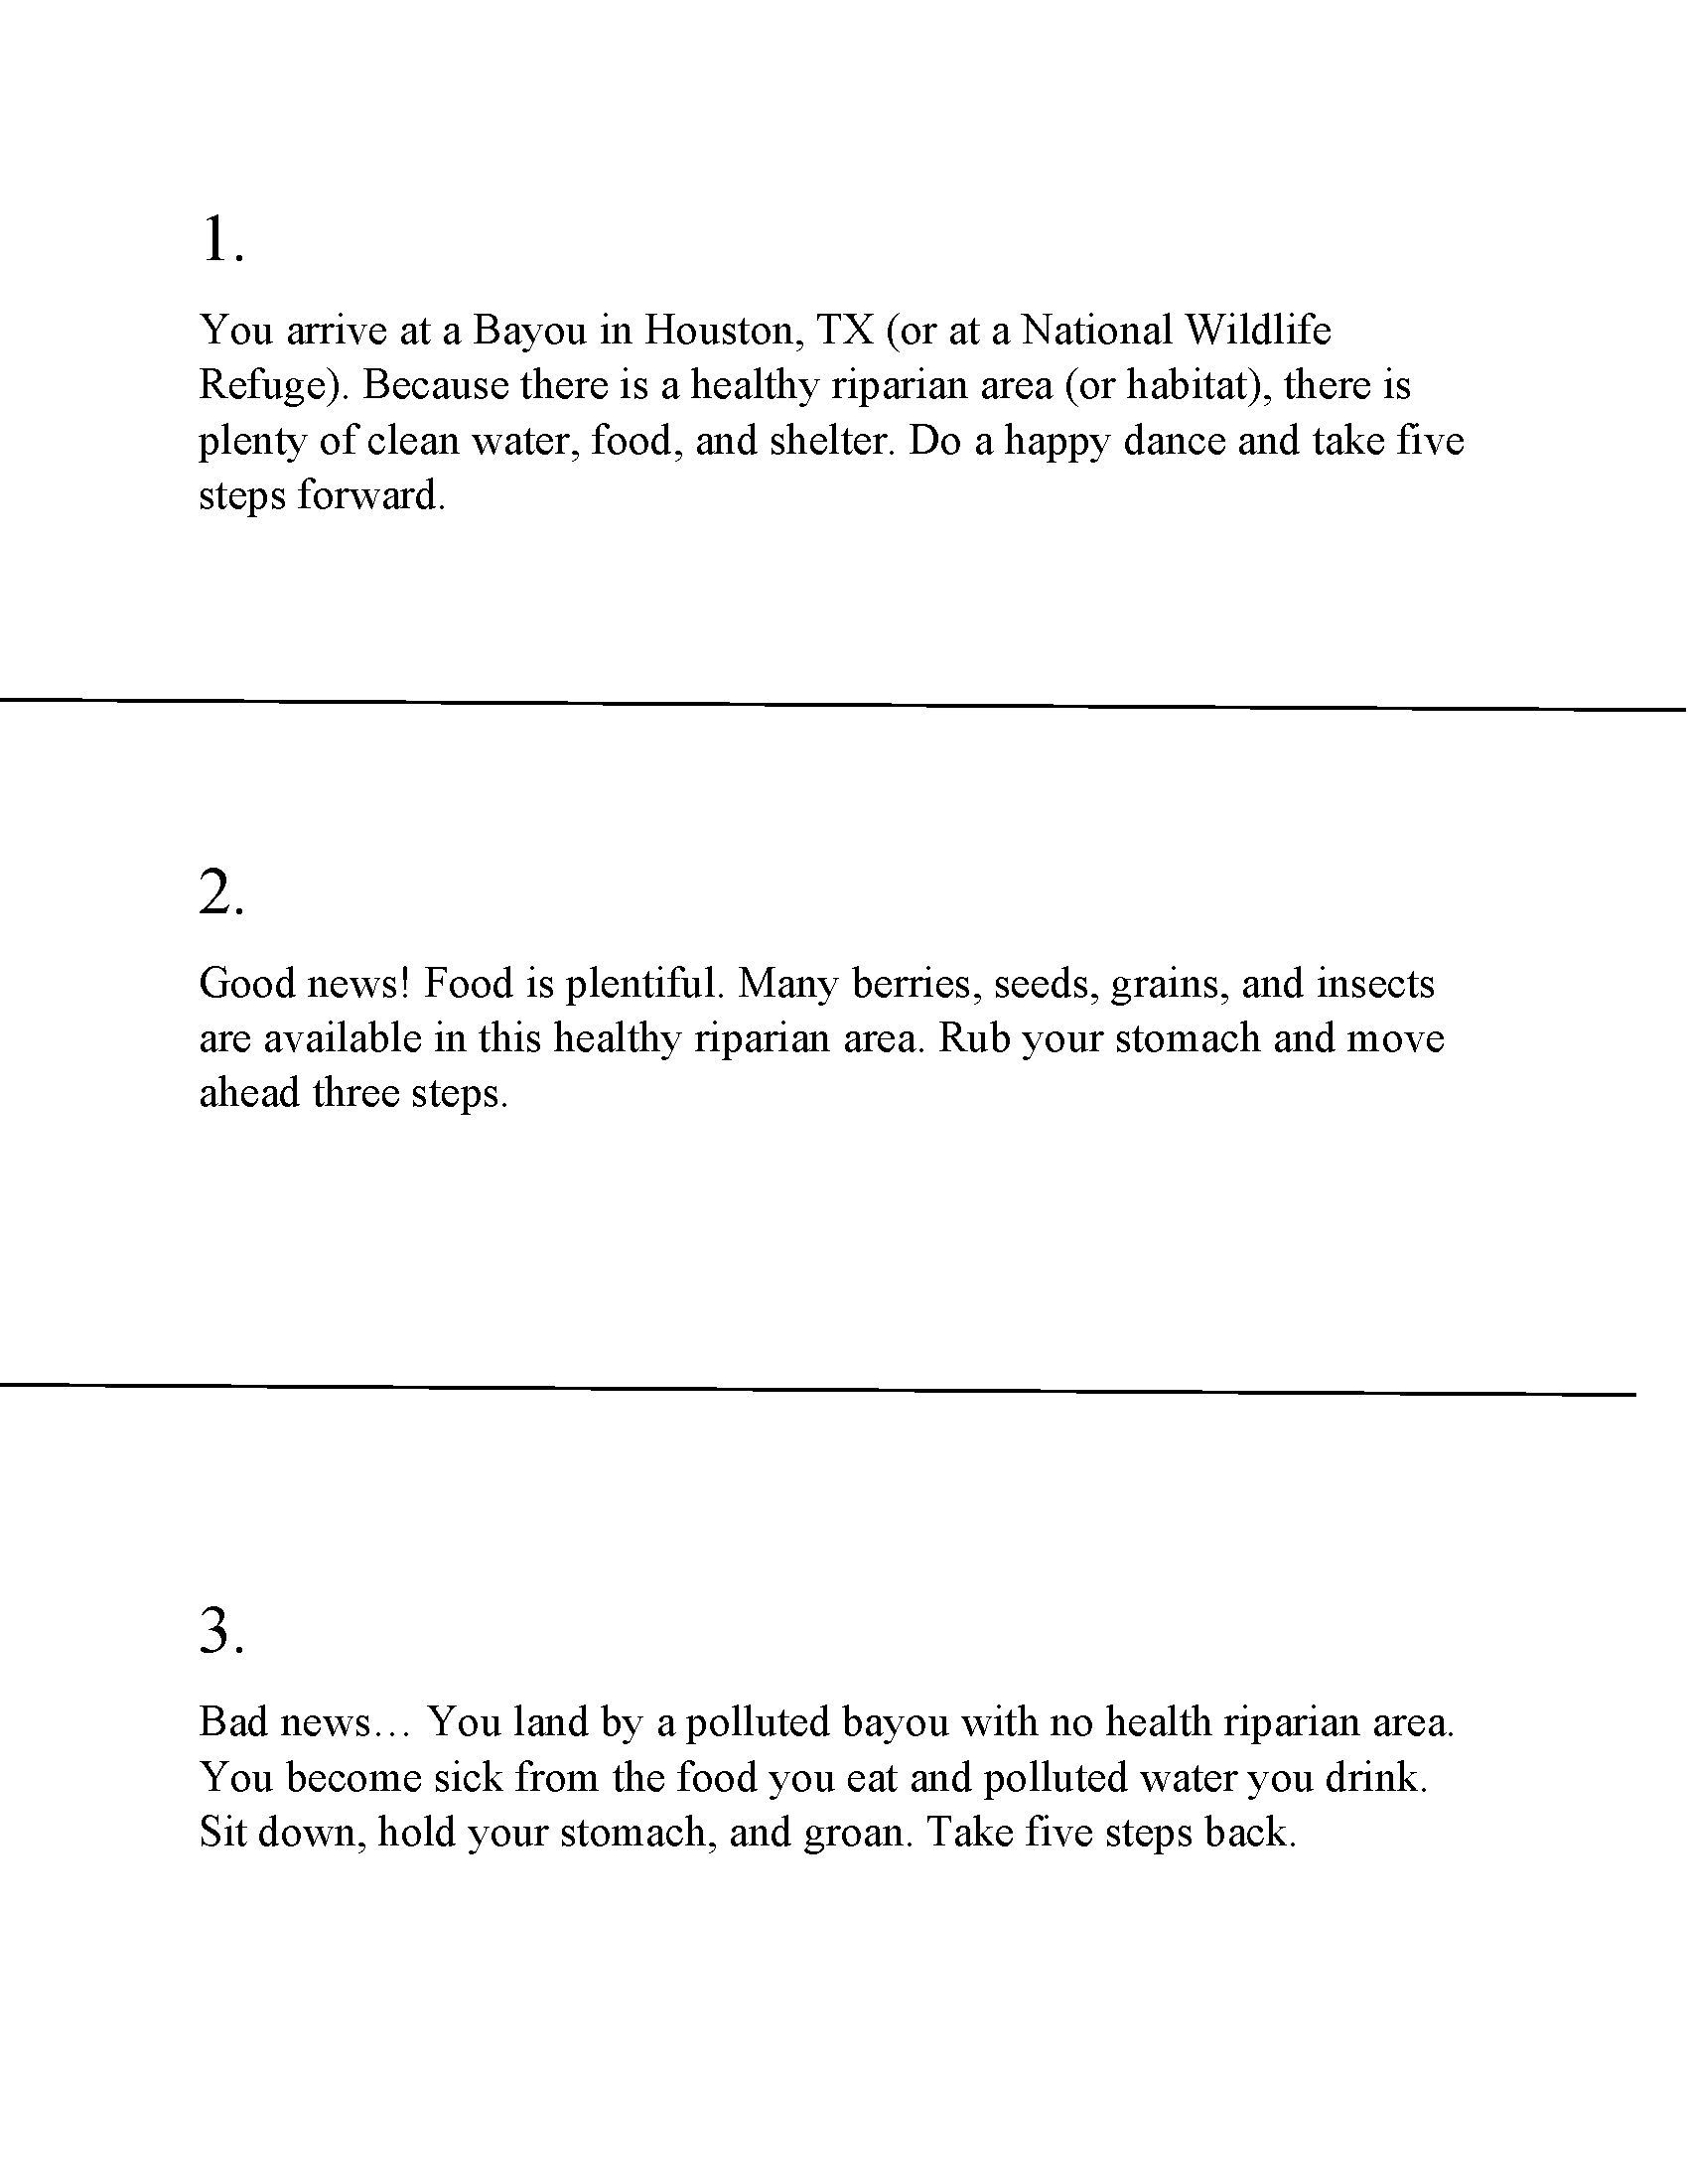 1.
You arrive at a Bayou in Houston, TX (or at a National Wildlife
Refuge). Because there is a healthy riparian area (or habitat), there is
plenty of clean water, food, and shelter. Do a happy dance and take five
steps forward.
2.
Good news! Food is plentiful. Many berries, seeds, grains, and insects
are available in this healthy riparian area. Rub your stomach and move
ahead three steps.
3.
Bad news… You land by a polluted bayou with no health riparian area.
You become sick from the food you eat and polluted water you drink.
Sit down, hold your stomach, and groan. Take five steps back.